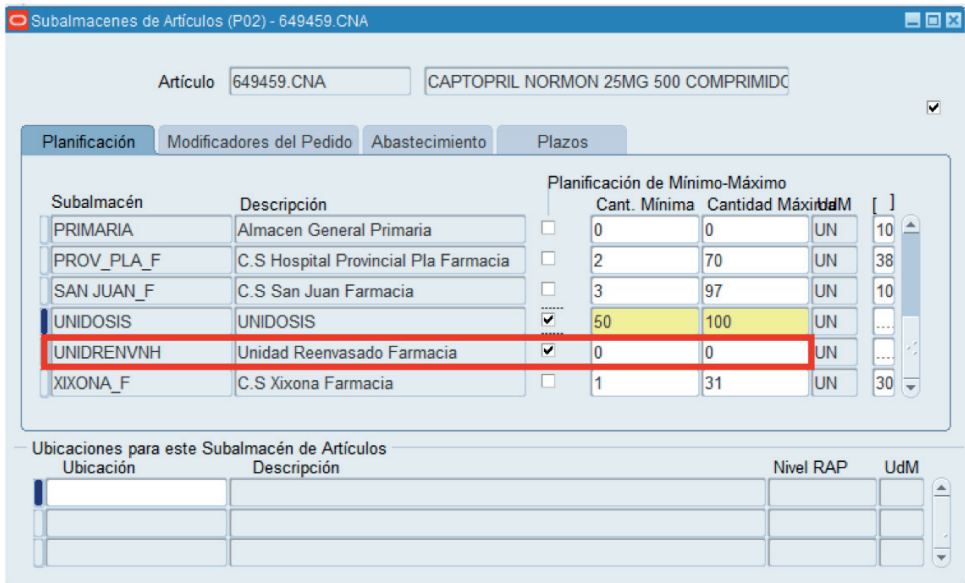 Subalmacenes de Artículos (P02) - 649459.CNA
Artículo 649459.CNA CAPTOPRIL NORMON 25MG 500 COMPRIMIDO
Planificación Modificadores del Pedido Abastecimiento Plazos
Planificación de Mínimo-Máximo
Subalmacén Descripción Cant. Mínima Cantidad Máxima UdM [ ]
PRIMARIA Almacen General Primaria 0 0 UN 10
PROV_PLA_F C.S Hospital Provincial Pla Farmacia 2 70 UN 38
SAN JUAN_F C.S San Juan Farmacia 3 97 UN 10
UNIDOSIS UNIDOSIS 50 100 UN ....
UNIDRENVNH Unidad Reenvasado Farmacia 0 0 UN ....
XIXONA_F C.S Xixona Farmacia 1 31 UN 30
Ubicaciones para este Subalmacén de Artículos
Ubicación Descripción Nivel RAP UdM